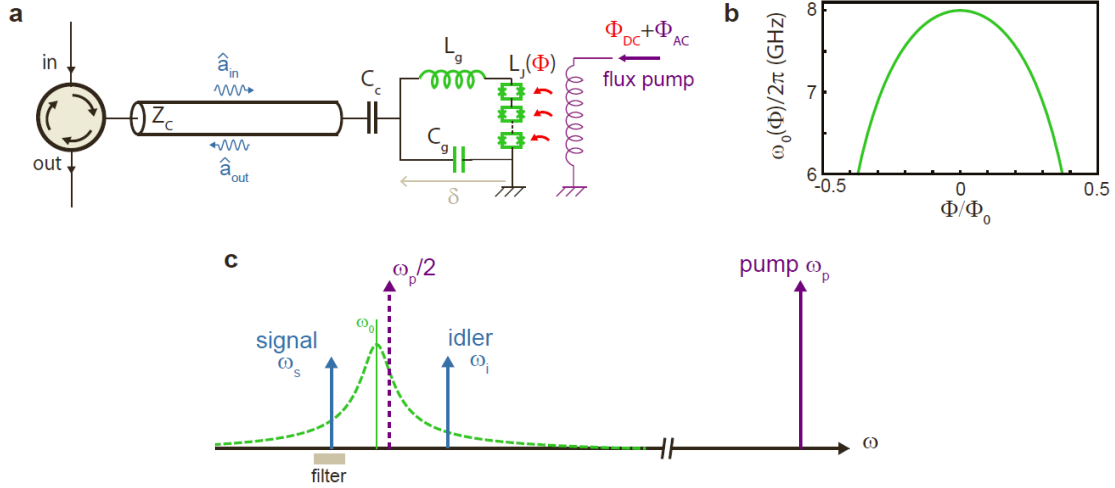 a
in
out
Z_C
â_in
â_out
C_c
L_g
C_g
δ
L_J(Φ)
Φ_DC+Φ_AC
flux pump
b
ω_0(Φ)/2π (GHz)
8
7
6
-0.5
0
0.5
Φ/Φ_0
c
signal
ω_s
ω_0
ω_p/2
idler
ω_i
pump ω_p
ω
filter